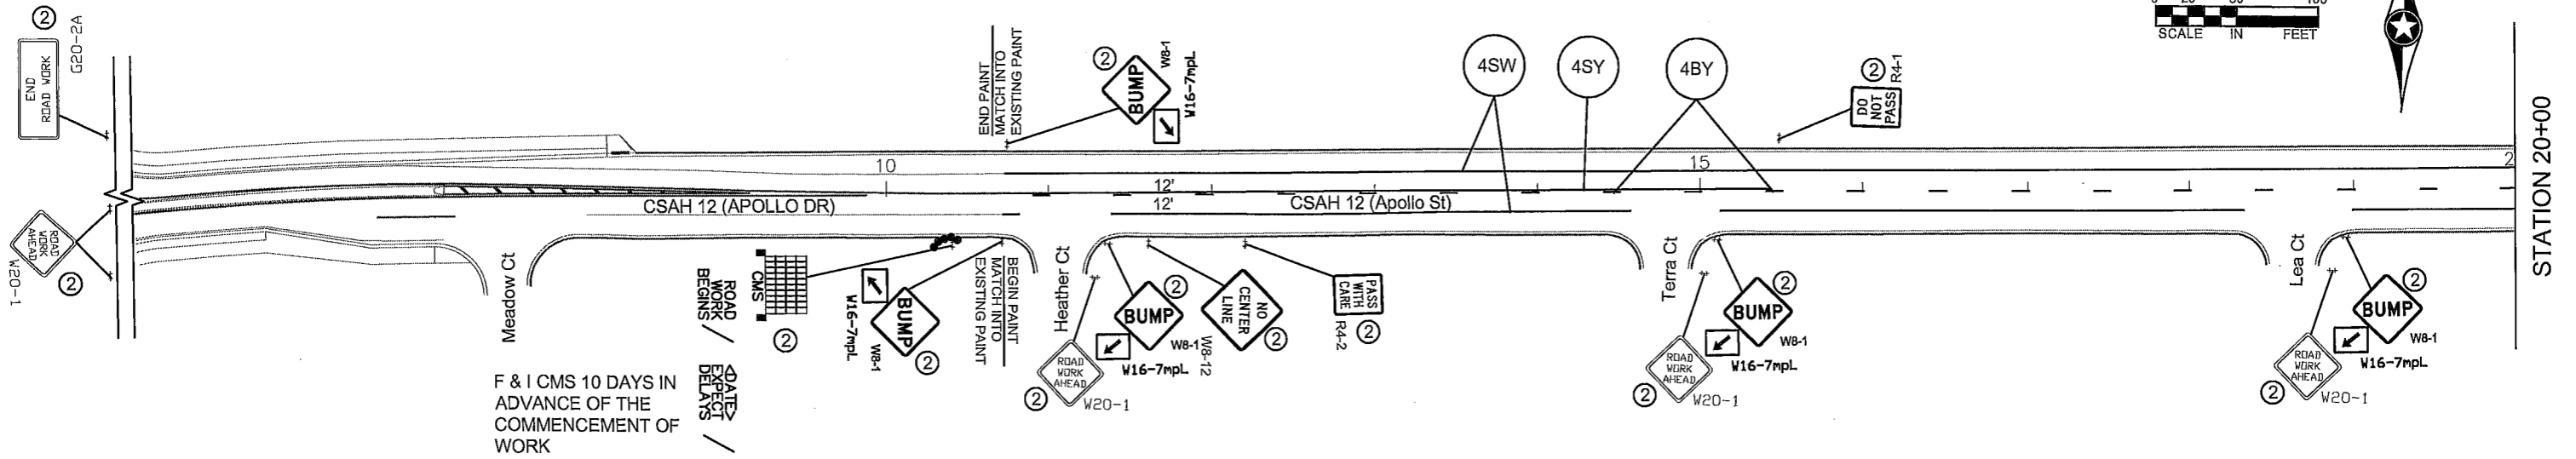 2
G20-2A
END
ROAD WORK
ROAD
WORK
AHEAD
W20-1
2
END PAINT
MATCH INTO
EXISTING PAINT
2
BUMP
W8-1
W16-7mpL
4SW
4SY
4BY
2
R4-1
DO
NOT
PASS
SCALE IN FEET
STATION 20+00
10
15
2
12'
12'
CSAH 12 (APOLLO DR)
CSAH 12 (Apollo St)
Meadow Ct
Heather Ct
Terra Ct
Lea Ct
ROAD
WORK
BEGINS
<DATE>
EXPECT
DELAYS
CMS
2
F & I CMS 10 DAYS IN
ADVANCE OF THE
COMMENCEMENT OF
WORK
W16-7mpL
BUMP
W8-1
2
BEGIN PAINT
MATCH INTO
EXISTING PAINT
ROAD
WORK
AHEAD
2
W20-1
BUMP
2
W8-1
W16-7mpL
NO
CENTER
LINE
2
W8-12
PASS
WITH
CARE
R4-2
2
ROAD
WORK
AHEAD
2
W20-1
BUMP
2
W8-1
W16-7mpL
ROAD
WORK
AHEAD
2
W20-1
BUMP
2
W8-1
W16-7mpL